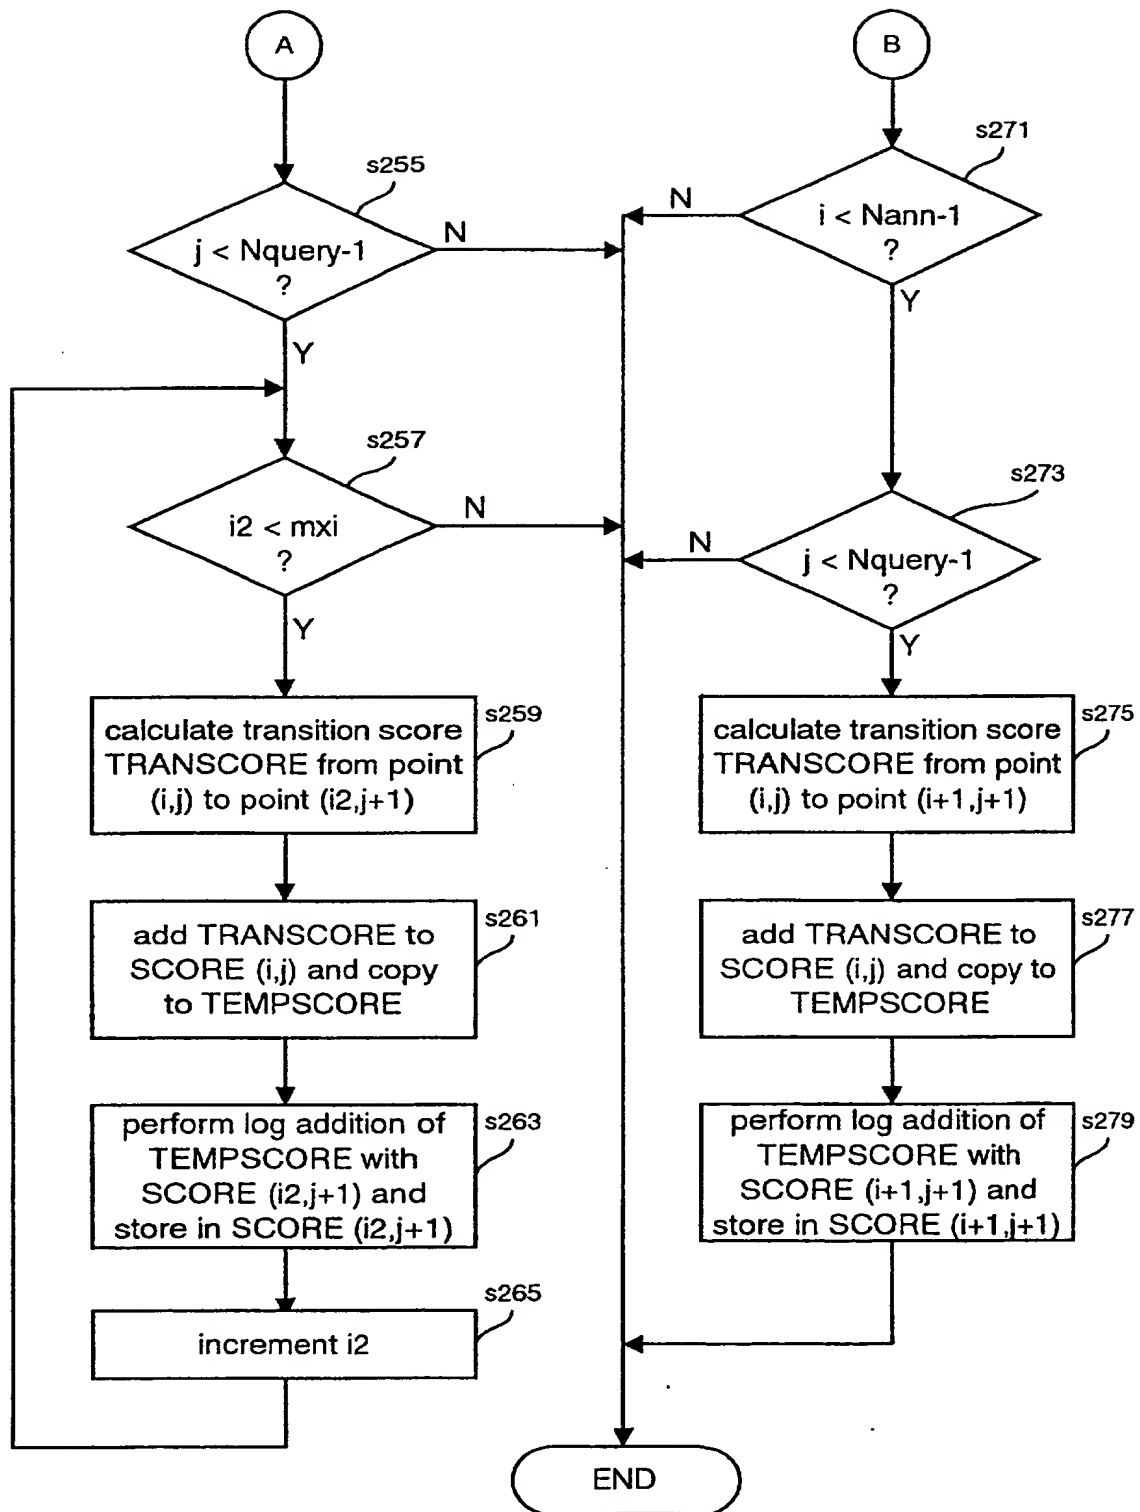 A
s255
j < Nquery-1
?
N
Y
s257
i2 < mxi
?
N
Y
calculate transition score
TRANSCORE from point
(i,j) to point (i2,j+1)
s259
add TRANSCORE to
SCORE (i,j) and copy
to TEMPSCORE
s261
perform log addition of
TEMPSCORE with
SCORE (i2,j+1) and
store in SCORE (i2,j+1)
s263
increment i2
s265
B
s271
i < Nann-1
?
N
Y
s273
j < Nquery-1
?
N
Y
calculate transition score
TRANSCORE from point
(i,j) to point (i+1,j+1)
s275
add TRANSCORE to
SCORE (i,j) and copy to
TEMPSCORE
s277
perform log addition of
TEMPSCORE with
SCORE (i+1,j+1) and
store in SCORE (i+1,j+1)
s279
END